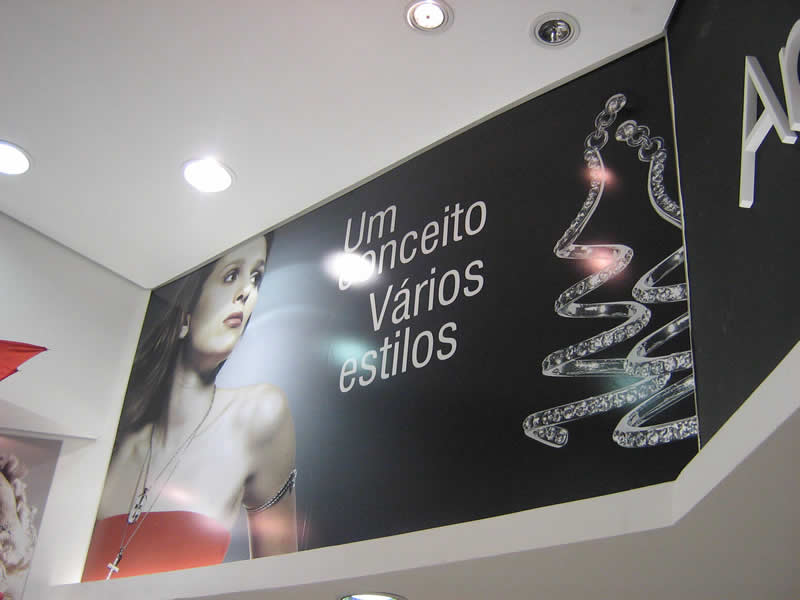 Um
conceito
Vários
estilos